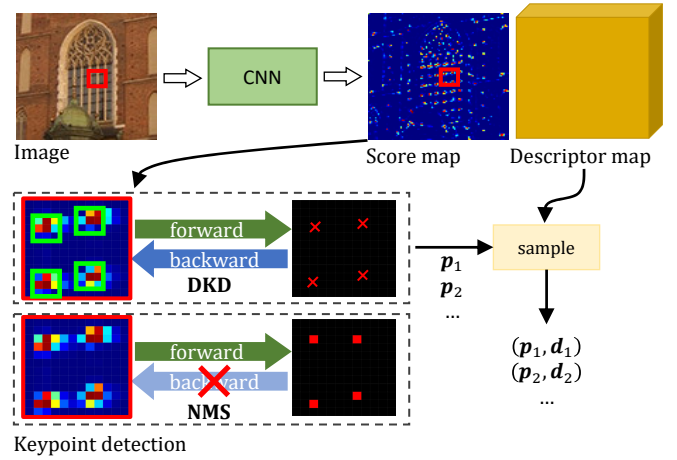 CNN
Image
Score map
Descriptor map
forward
backward
DKD
p₁
p₂
...
sample
(p₁, d₁)
(p₂, d₂)
...
forward
backward
NMS
Keypoint detection